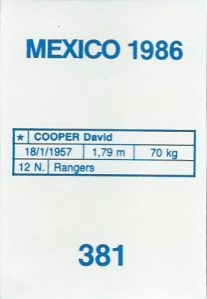 MEXICO 1986
★ COOPER David
18/1/1957 1,79 m 70 kg
12 N. Rangers
381